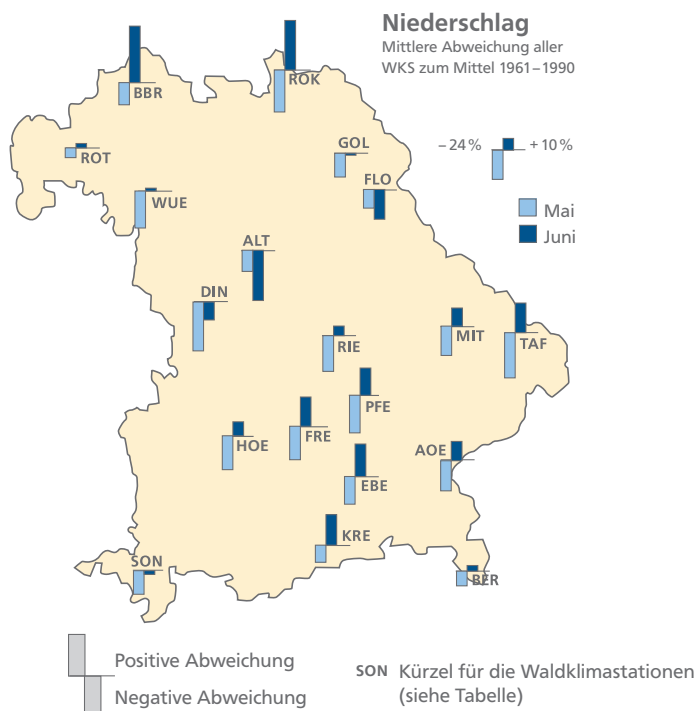 Niederschlag
Mittlere Abweichung aller
WKS zum Mittel 1961–1990
BBR
ROK
– 24 % + 10 %
ROT
GOL
FLO
WUE
Mai
Juni
ALT
DIN
RIE
MIT
TAF
PFE
FRE
HOE
AOE
EBE
KRE
SON
BER
Positive Abweichung
Negative Abweichung
SON Kürzel für die Waldklimastationen
(siehe Tabelle)